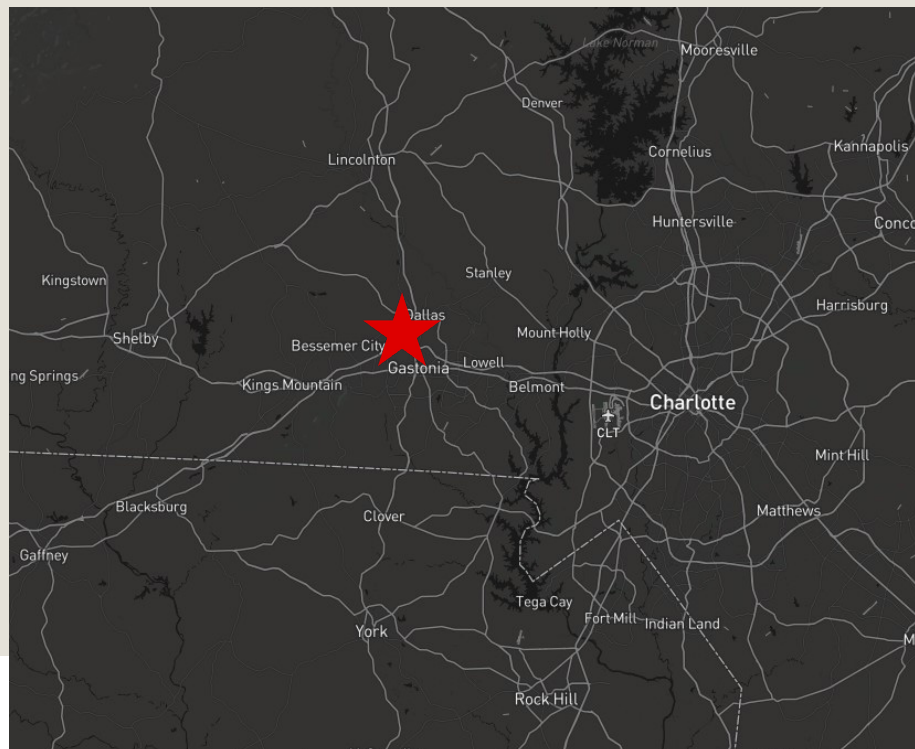 Lake Norman
Mooresville
Denver
Kannapolis
Lincolnton
Cornelius
Huntersville
Conco
Stanley
Kingstown
Harrisburg
Dallas
Mount Holly
Shelby
Bessemer City
Lowell
Gastonia
ng Springs
Kings Mountain
Belmont
Charlotte
CLT
Mint Hill
Blacksburg
Clover
Matthews
Gaffney
Tega Cay
Fort Mill
Indian Land
York
M
Rock Hill